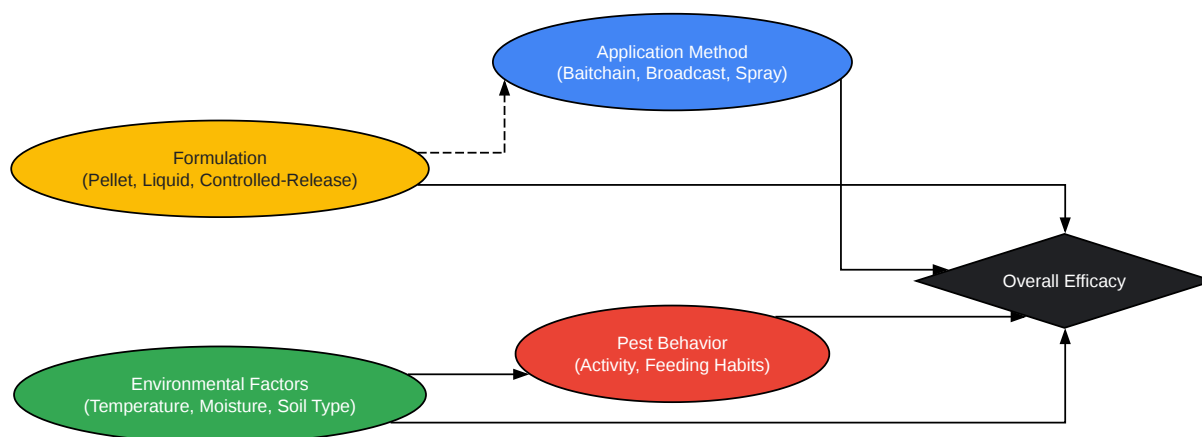 Application Method
(Baitchain, Broadcast, Spray)
Formulation
(Pellet, Liquid, Controlled-Release)
Overall Efficacy
Pest Behavior
(Activity, Feeding Habits)
Environmental Factors
(Temperature, Moisture, Soil Type)